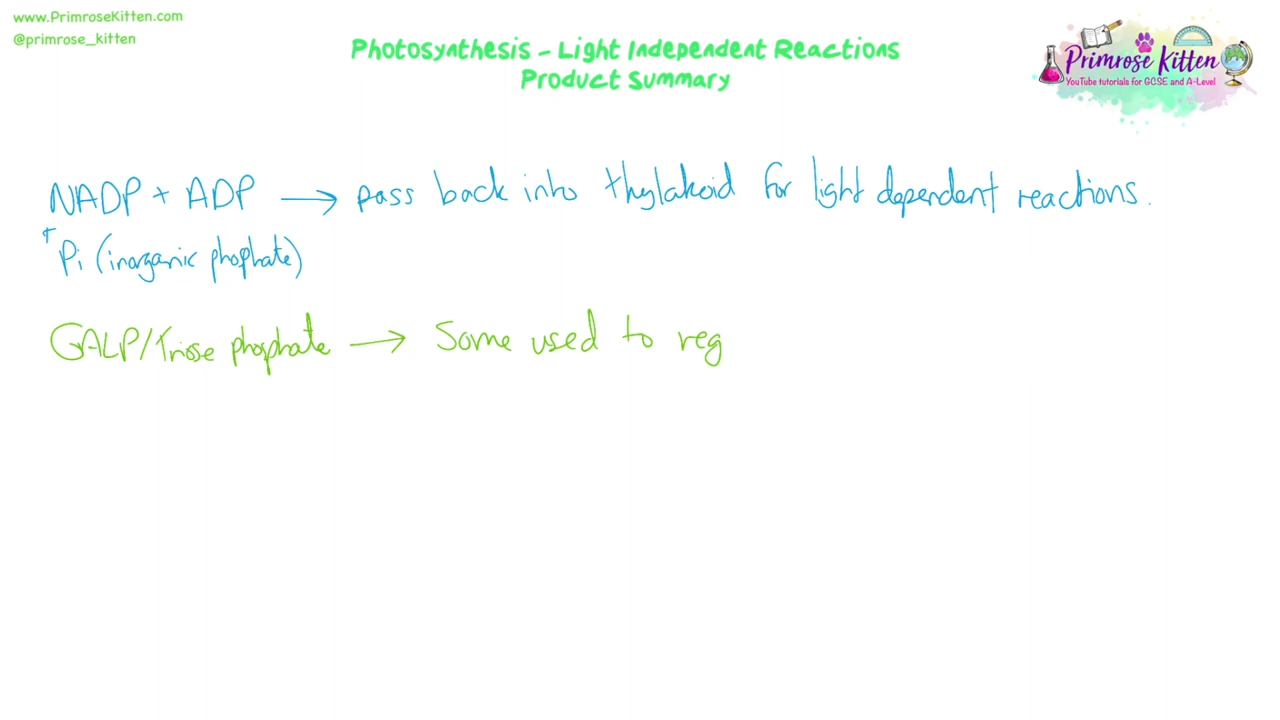 www.PrimroseKitten.com
@primrose_kitten
Photosynthesis - Light Independent Reactions
Product Summary
Primrose Kitten
YouTube tutorials for GCSE and A-Level
NADP + ADP → pass back into thylakoid for light dependent reactions.
+ Pi (inorganic phophate)
GALP/Triose phosphate → Some used to reg